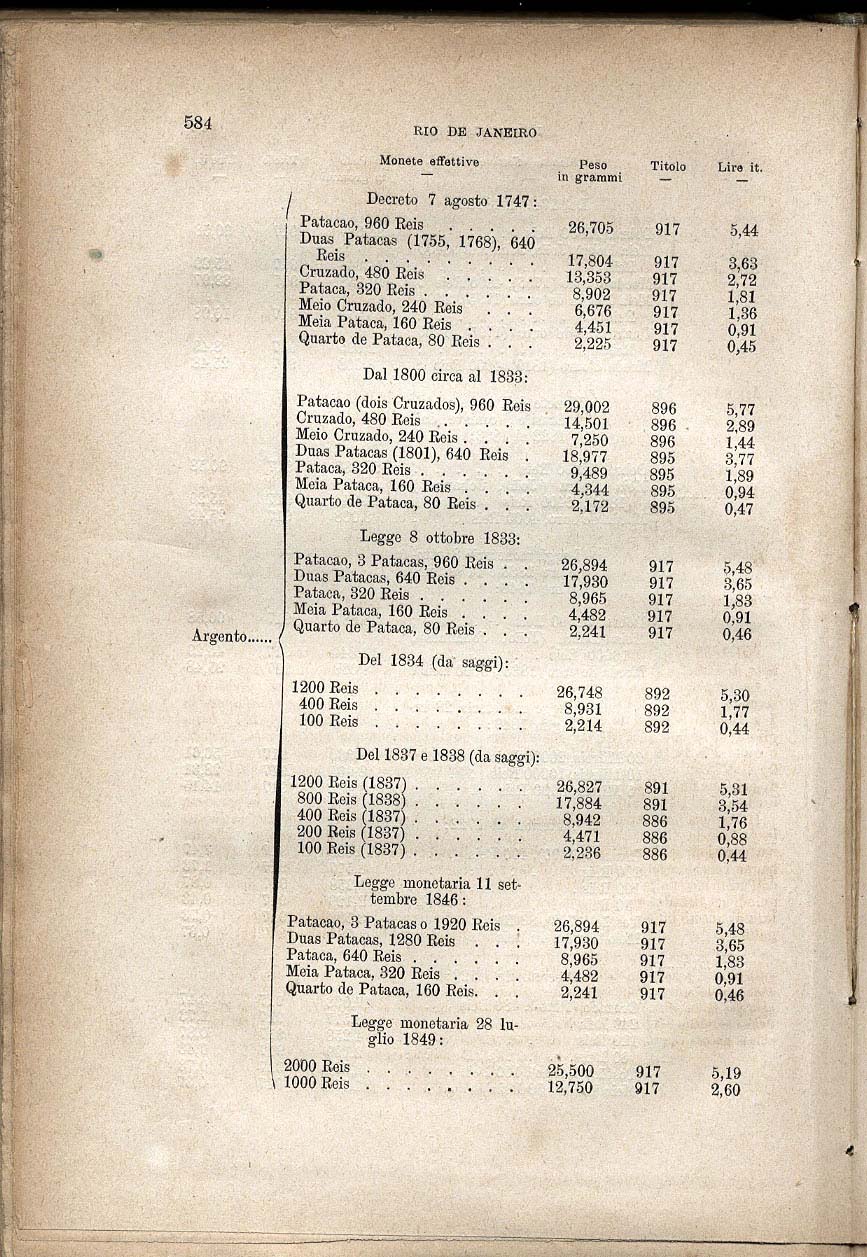 584
RIO DE JANEIRO
Monete effettive Peso in grammi Titolo Lire it.
Decreto 7 agosto 1747:
Patacao, 960 Reis . . . . . 26,705 917 5,44
Duas Patacas (1755, 1768), 640
Reis . . . . . . . . . 17,804 917 3,63
Cruzado, 480 Reis . . . . . 13,353 917 2,72
Pataca, 320 Reis . . . . . . 8,902 917 1,81
Meio Cruzado, 240 Reis . . . 6,676 917 1,36
Meia Pataca, 160 Reis . . . . 4,451 917 0,91
Quarto de Pataca, 80 Reis . . . 2,225 917 0,45
Dal 1800 circa al 1833:
Patacao (dois Cruzados), 960 Reis 29,002 896 5,77
Cruzado, 480 Reis . . . . . 14,501 896 2,89
Meio Cruzado, 240 Reis . . . . 7,250 896 1,44
Duas Patacas (1801), 640 Reis . 18,977 895 3,77
Pataca, 320 Reis . . . . . . 9,489 895 1,89
Meia Pataca, 160 Reis . . . . 4,344 895 0,94
Quarto de Pataca, 80 Reis . . . 2,172 895 0,47
Legge 8 ottobre 1833:
Patacao, 3 Patacas, 960 Reis . . 26,894 917 5,48
Duas Patacas, 640 Reis . . . . 17,930 917 3,65
Pataca, 320 Reis . . . . . . 8,965 917 1,83
Meia Pataca, 160 Reis . . . . 4,482 917 0,91
Quarto de Pataca, 80 Reis . . . 2,241 917 0,46
Argento......
Del 1834 (da saggi):
1200 Reis . . . . . . . . 26,748 892 5,30
400 Reis . . . . . . . . 8,931 892 1,77
100 Reis . . . . . . . . 2,214 892 0,44
Del 1837 e 1838 (da saggi):
1200 Reis (1837) . . . . . . 26,827 891 5,31
800 Reis (1838) . . . . . . 17,884 891 3,54
400 Reis (1837) . . . . . . 8,942 886 1,76
200 Reis (1837) . . . . . . 4,471 886 0,88
100 Reis (1837) . . . . . . 2,236 886 0,44
Legge monetaria 11 set-
tembre 1846:
Patacao, 3 Patacas o 1920 Reis . 26,894 917 5,48
Duas Patacas, 1280 Reis . . . 17,930 917 3,65
Pataca, 640 Reis . . . . . . 8,965 917 1,83
Meia Pataca, 320 Reis . . . . 4,482 917 0,91
Quarto de Pataca, 160 Reis. . . 2,241 917 0,46
Legge monetaria 28 lu-
glio 1849:
2000 Reis . . . . . . . . 25,500 917 5,19
1000 Reis . . . . . . . . 12,750 917 2,60